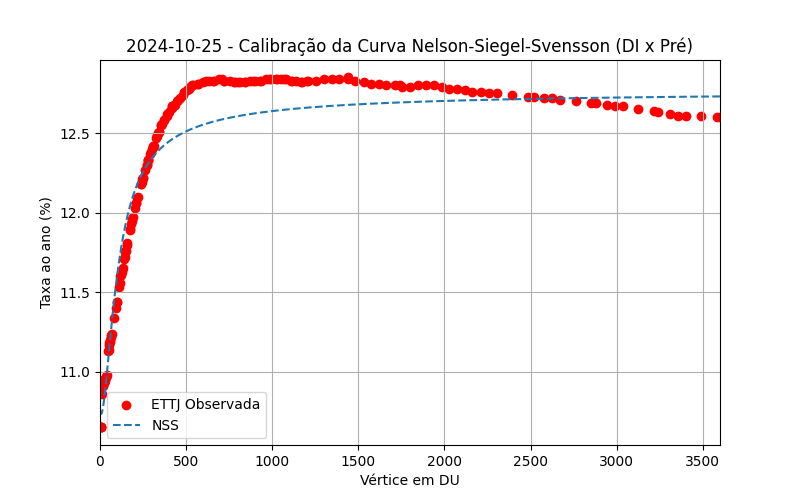 2024-10-25 - Calibração da Curva Nelson-Siegel-Svensson (DI x Pré)
Taxa ao ano (%)
12.5
12.0
11.5
11.0
ETTJ Observada
NSS
0 500 1000 1500 2000 2500 3000 3500
Vértice em DU